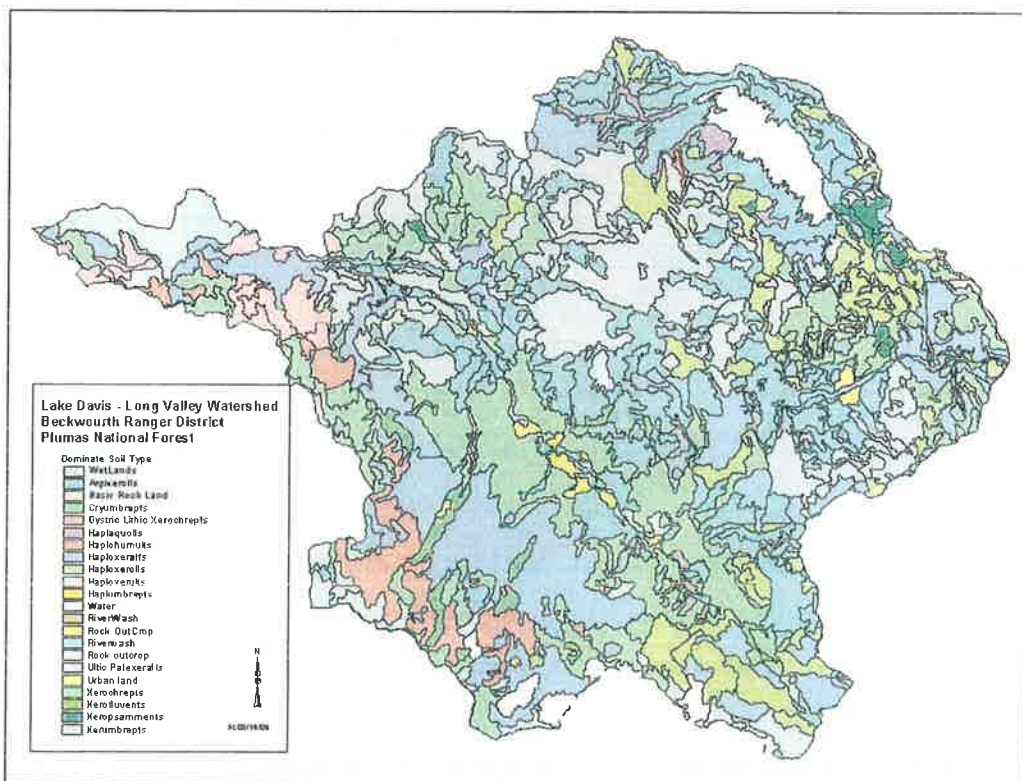 Lake Davis - Long Valley Watershed
Beckwourth Ranger District
Plumas National Forest
Dominate Soil Type
WetLands
Argixerolls
Basic Rock Land
Cryumbrepts
Dystric Lithic Xerochrepts
Haplaquolls
Haplohumults
Haploxeralfs
Haploxerolls
Haploxerults
Haplumbrepts
Water
RiverWash
Rock OutCrop
Riverwash
Rock outcrop
Ultic Palexeralfs
Urban land
Xerochrepts
Xerofluvents
Xeropsamments
Xerumbrepts
N